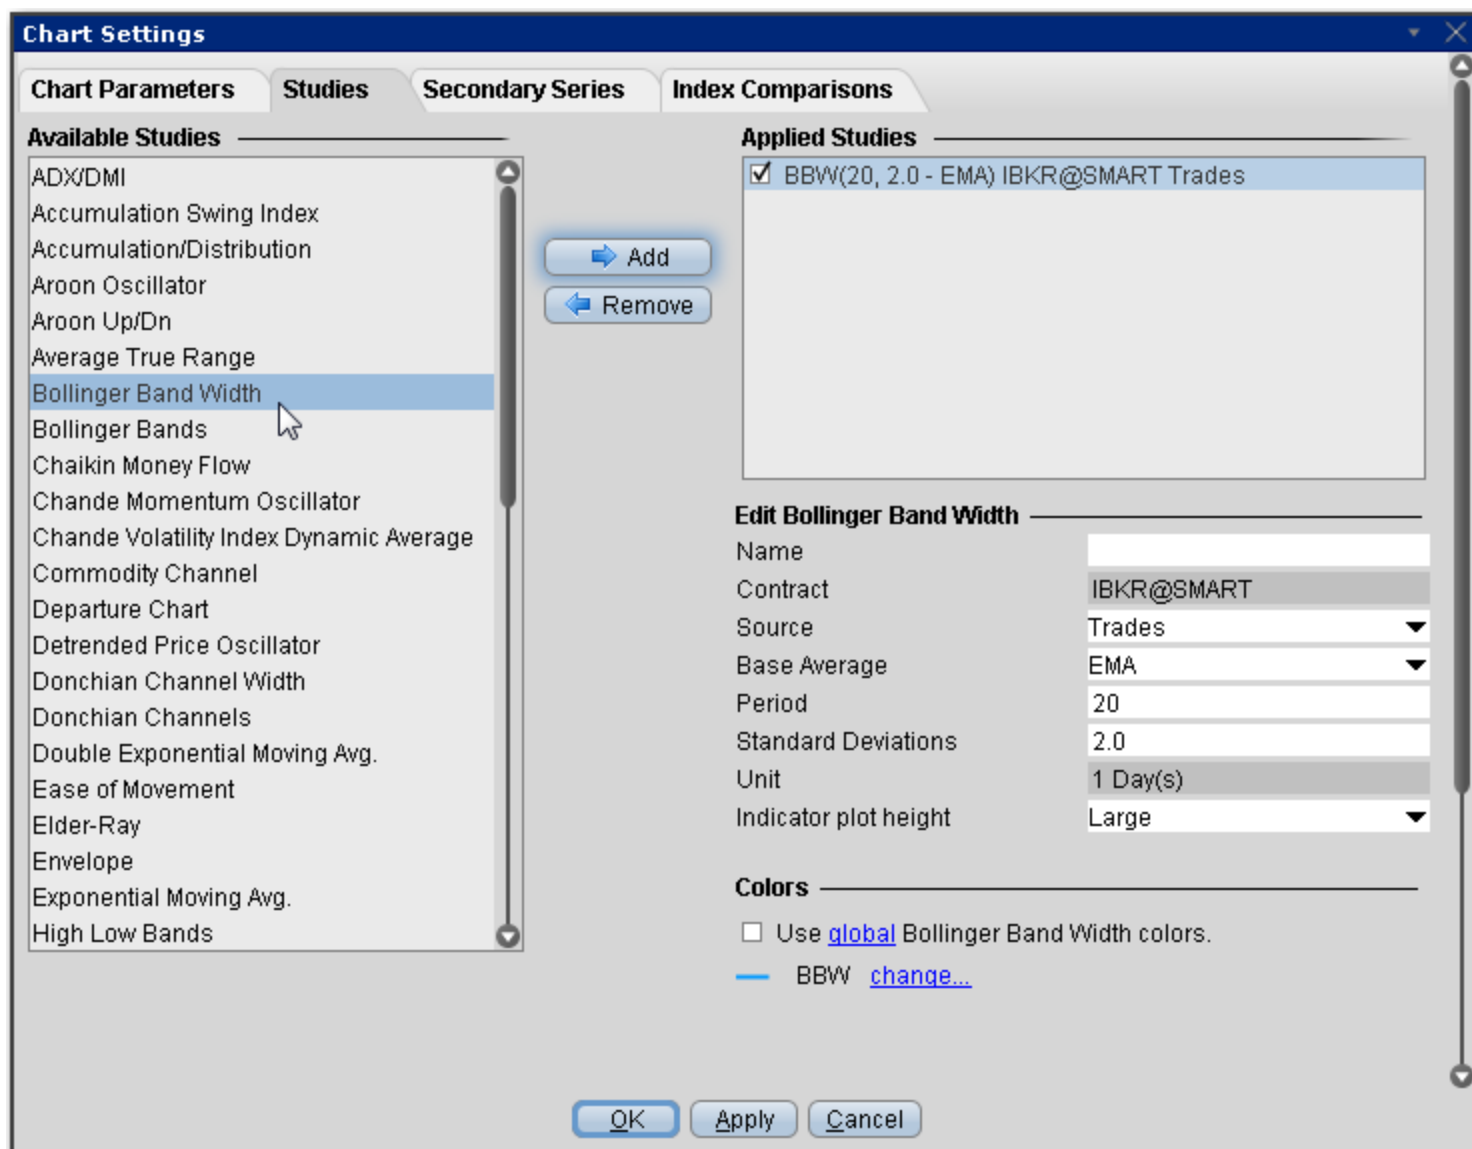 Chart Settings
Chart Parameters
Studies
Secondary Series
Index Comparisons
Available Studies
ADX/DMI
Accumulation Swing Index
Accumulation/Distribution
Aroon Oscillator
Aroon Up/Dn
Average True Range
Bollinger Band Width
Bollinger Bands
Chaikin Money Flow
Chande Momentum Oscillator
Chande Volatility Index Dynamic Average
Commodity Channel
Departure Chart
Detrended Price Oscillator
Donchian Channel Width
Donchian Channels
Double Exponential Moving Avg.
Ease of Movement
Elder-Ray
Envelope
Exponential Moving Avg.
High Low Bands
Add
Remove
Applied Studies
BBW(20, 2.0 - EMA) IBKR@SMART Trades
Edit Bollinger Band Width
Name
Contract IBKR@SMART
Source Trades
Base Average EMA
Period 20
Standard Deviations 2.0
Unit 1 Day(s)
Indicator plot height Large
Colors
Use global Bollinger Band Width colors.
BBW change...
OK
Apply
Cancel